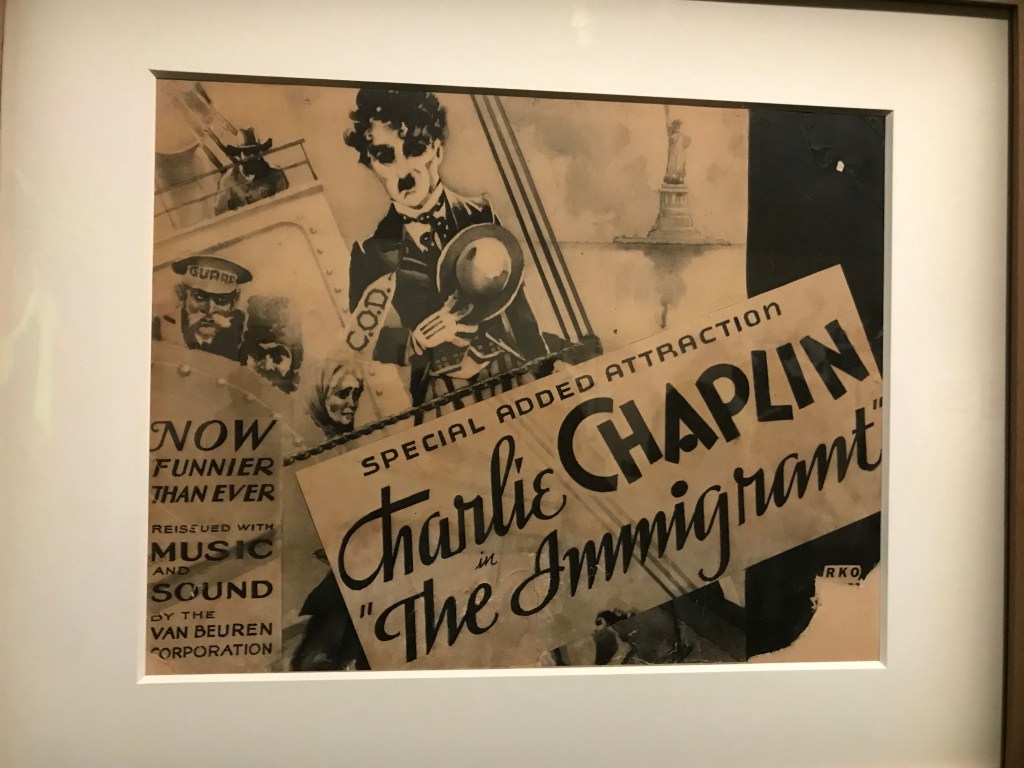 GUARD
C.O.D.
SPECIAL ADDED ATTRACTION
Charlie CHAPLIN
in
"The Immigrant"
NOW
FUNNIER
THAN EVER
REISSUED WITH
MUSIC
AND
SOUND
BY THE
VAN BEUREN
CORPORATION
RKO